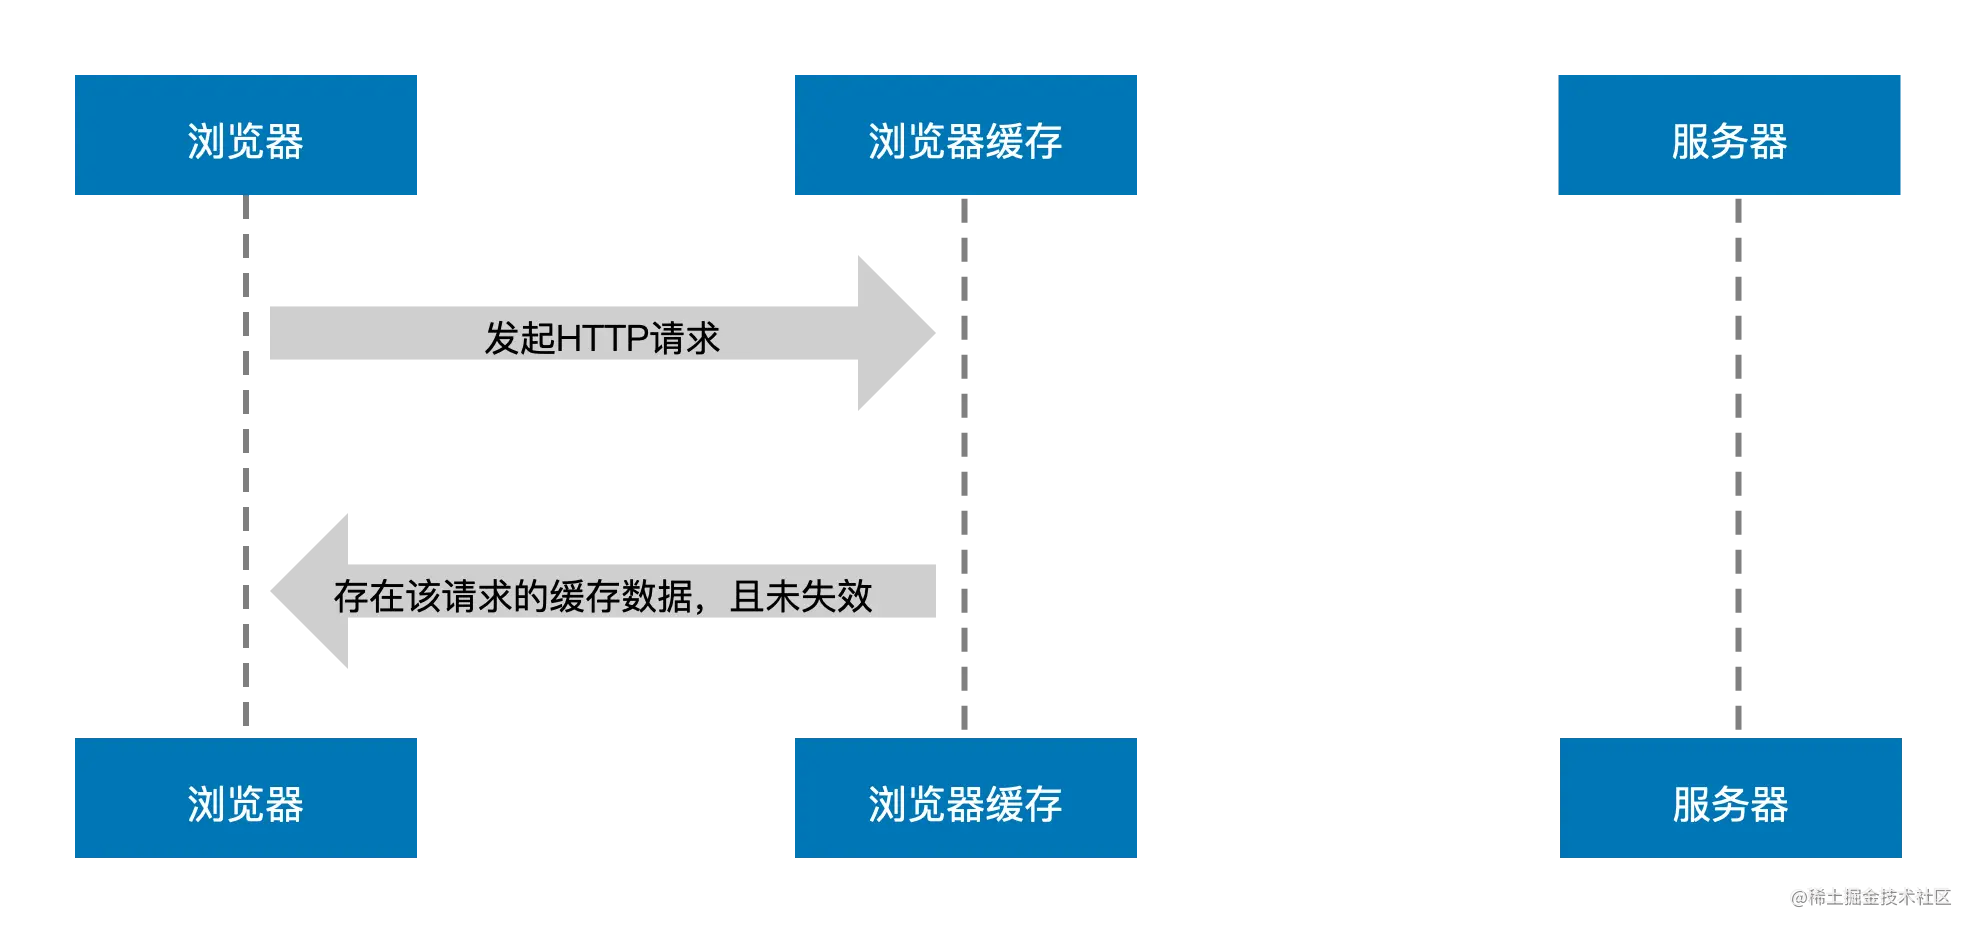 浏览器
浏览器缓存
服务器
发起HTTP请求
存在该请求的缓存数据，且未失效
浏览器
浏览器缓存
服务器
@稀土掘金技术社区